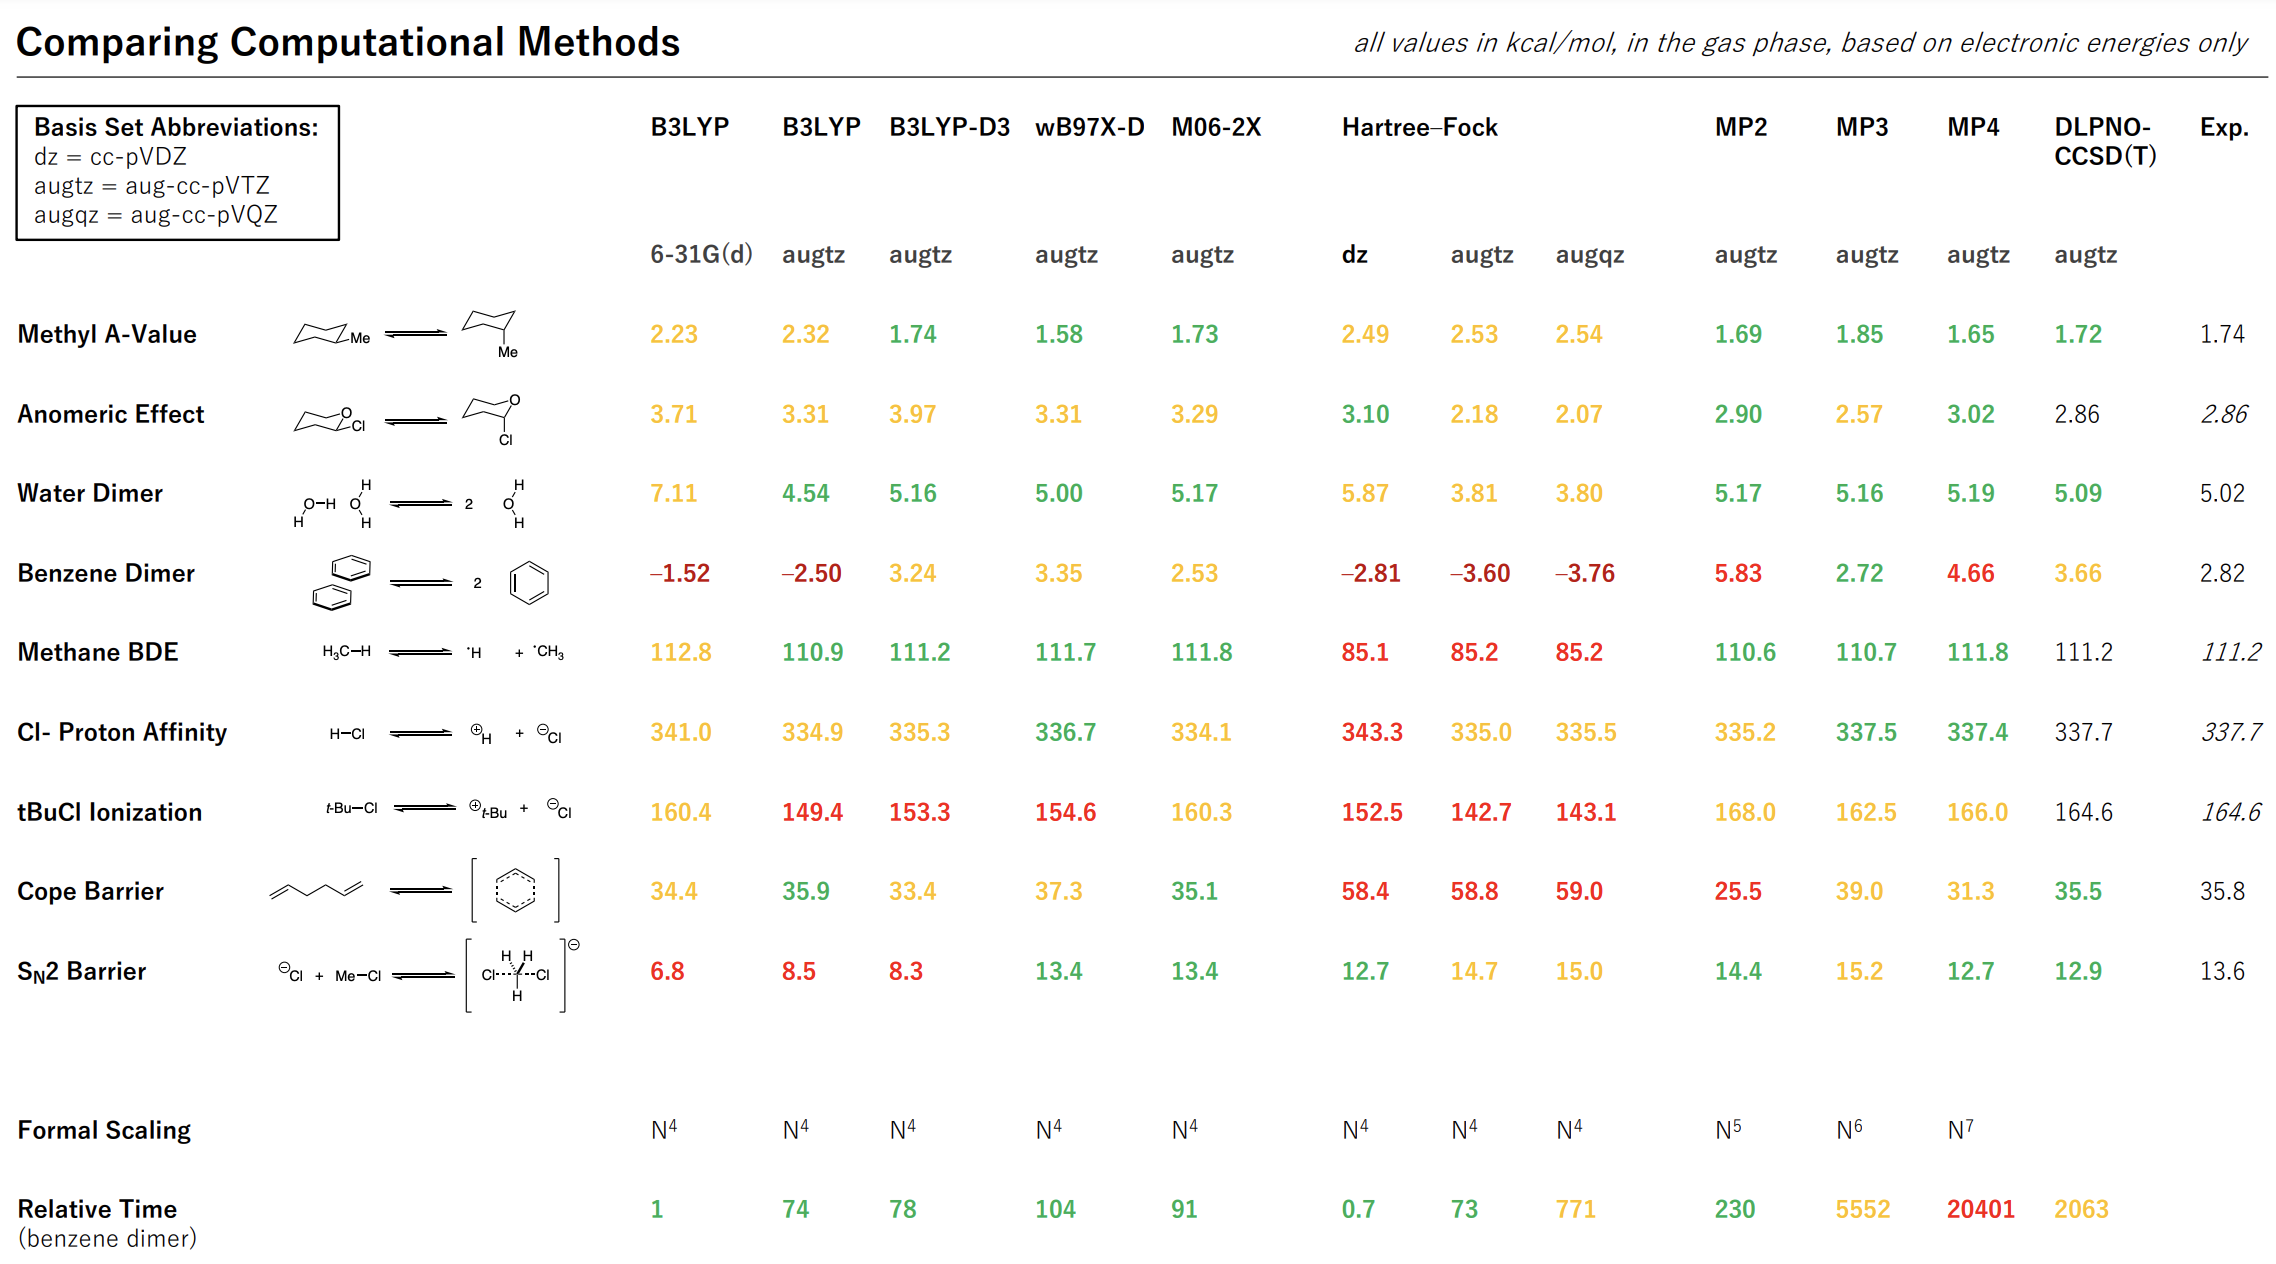 Comparing Computational Methods
all values in kcal/mol, in the gas phase, based on electronic energies only
Basis Set Abbreviations:
dz = cc-pVDZ
augtz = aug-cc-pVTZ
augqz = aug-cc-pVQZ
B3LYP B3LYP B3LYP-D3 wB97X-D M06-2X Hartree–Fock MP2 MP3 MP4 DLPNO-CCSD(T) Exp.
6-31G(d) augtz augtz augtz augtz dz augtz augqz augtz augtz augtz augtz
Methyl A-Value Me Me 2.23 2.32 1.74 1.58 1.73 2.49 2.53 2.54 1.69 1.85 1.65 1.72 1.74
Anomeric Effect O Cl O Cl 3.71 3.31 3.97 3.31 3.29 3.10 2.18 2.07 2.90 2.57 3.02 2.86 2.86
Water Dimer H O–H O H H 2 H O H 7.11 4.54 5.16 5.00 5.17 5.87 3.81 3.80 5.17 5.16 5.19 5.09 5.02
Benzene Dimer 2 –1.52 –2.50 3.24 3.35 2.53 –2.81 –3.60 –3.76 5.83 2.72 4.66 3.66 2.82
Methane BDE H₃C–H ·H + ·CH₃ 112.8 110.9 111.2 111.7 111.8 85.1 85.2 85.2 110.6 110.7 111.8 111.2 111.2
Cl- Proton Affinity H–Cl ⊕H + ⊖Cl 341.0 334.9 335.3 336.7 334.1 343.3 335.0 335.5 335.2 337.5 337.4 337.7 337.7
tBuCl Ionization t-Bu–Cl ⊕t-Bu + ⊖Cl 160.4 149.4 153.3 154.6 160.3 152.5 142.7 143.1 168.0 162.5 166.0 164.6 164.6
Cope Barrier 34.4 35.9 33.4 37.3 35.1 58.4 58.8 59.0 25.5 39.0 31.3 35.5 35.8
S<sub>N</sub>2 Barrier ⊖Cl + Me–Cl H H Cl Cl H ⊖ 6.8 8.5 8.3 13.4 13.4 12.7 14.7 15.0 14.4 15.2 12.7 12.9 13.6
Formal Scaling N⁴ N⁴ N⁴ N⁴ N⁴ N⁴ N⁴ N⁴ N⁵ N⁶ N⁷
Relative Time 1 74 78 104 91 0.7 73 771 230 5552 20401 2063
(benzene dimer)